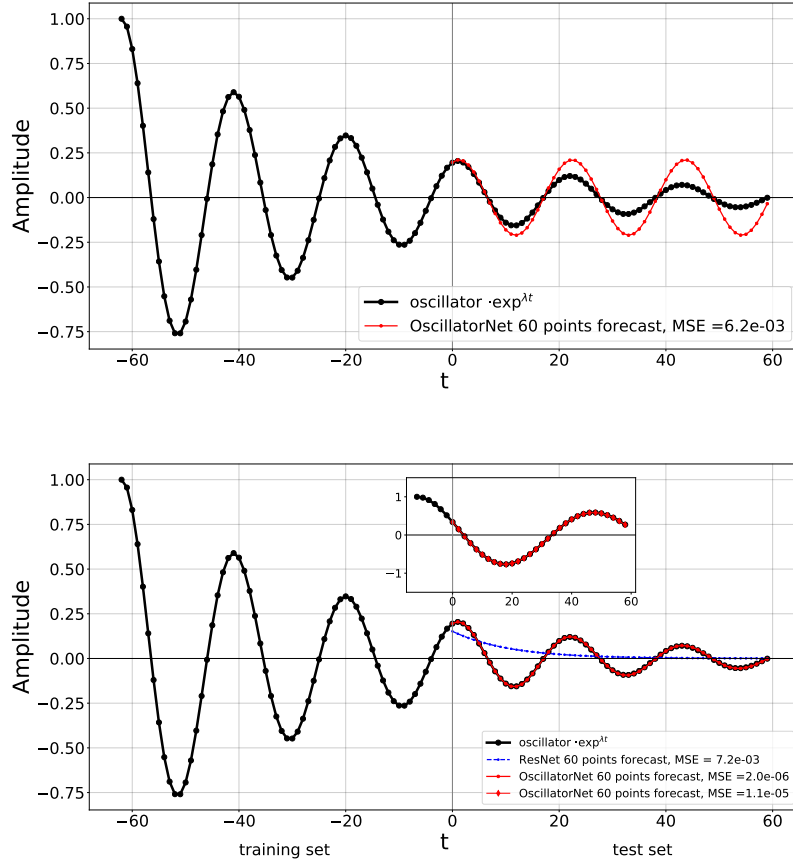 1.00
0.75
0.50
0.25
0.00
−0.25
−0.50
−0.75
Amplitude
oscillator ·exp^λt
OscillatorNet 60 points forecast, MSE =6.2e-03
−60 −40 −20 0 20 40 60
t
1.00
0.75
0.50
0.25
0.00
−0.25
−0.50
−0.75
Amplitude
1
0
−1
0 20 40 60
oscillator ·exp^λt
ResNet 60 points forecast, MSE = 7.2e-03
OscillatorNet 60 points forecast, MSE =2.0e-06
OscillatorNet 60 points forecast, MSE =1.1e-05
−60 −40 −20 0 20 40 60
training set t test set